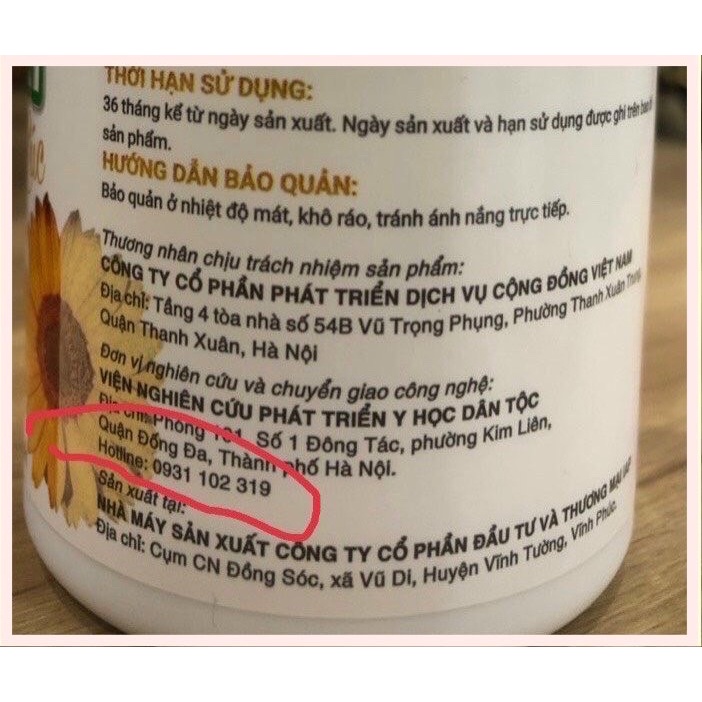 THỜI HẠN SỬ DỤNG:
36 tháng kể từ ngày sản xuất. Ngày sản xuất và hạn sử dụng được ghi trên bao bì
sản phẩm.
HƯỚNG DẪN BẢO QUẢN:
Bảo quản ở nhiệt độ mát, khô ráo, tránh ánh nắng trực tiếp.
Thương nhân chịu trách nhiệm sản phẩm:
CÔNG TY CỔ PHẦN PHÁT TRIỂN DỊCH VỤ CỘNG ĐỒNG VIỆT NAM
Địa chỉ: Tầng 4 tòa nhà số 54B Vũ Trọng Phụng, Phường Thanh Xuân Trung,
Quận Thanh Xuân, Hà Nội
Đơn vị nghiên cứu và chuyển giao công nghệ:
VIỆN NGHIÊN CỨU PHÁT TRIỂN Y HỌC DÂN TỘC
Địa chỉ: Phòng 101, Số 1 Đông Tác, phường Kim Liên,
Quận Đống Đa, Thành phố Hà Nội.
Hotline: 0931 102 319
Sản xuất tại:
NHÀ MÁY SẢN XUẤT CÔNG TY CỔ PHẦN ĐẦU TƯ VÀ THƯƠNG MẠI
Địa chỉ: Cụm CN Đồng Sóc, xã Vũ Di, Huyện Vĩnh Tường, Vĩnh Phúc.